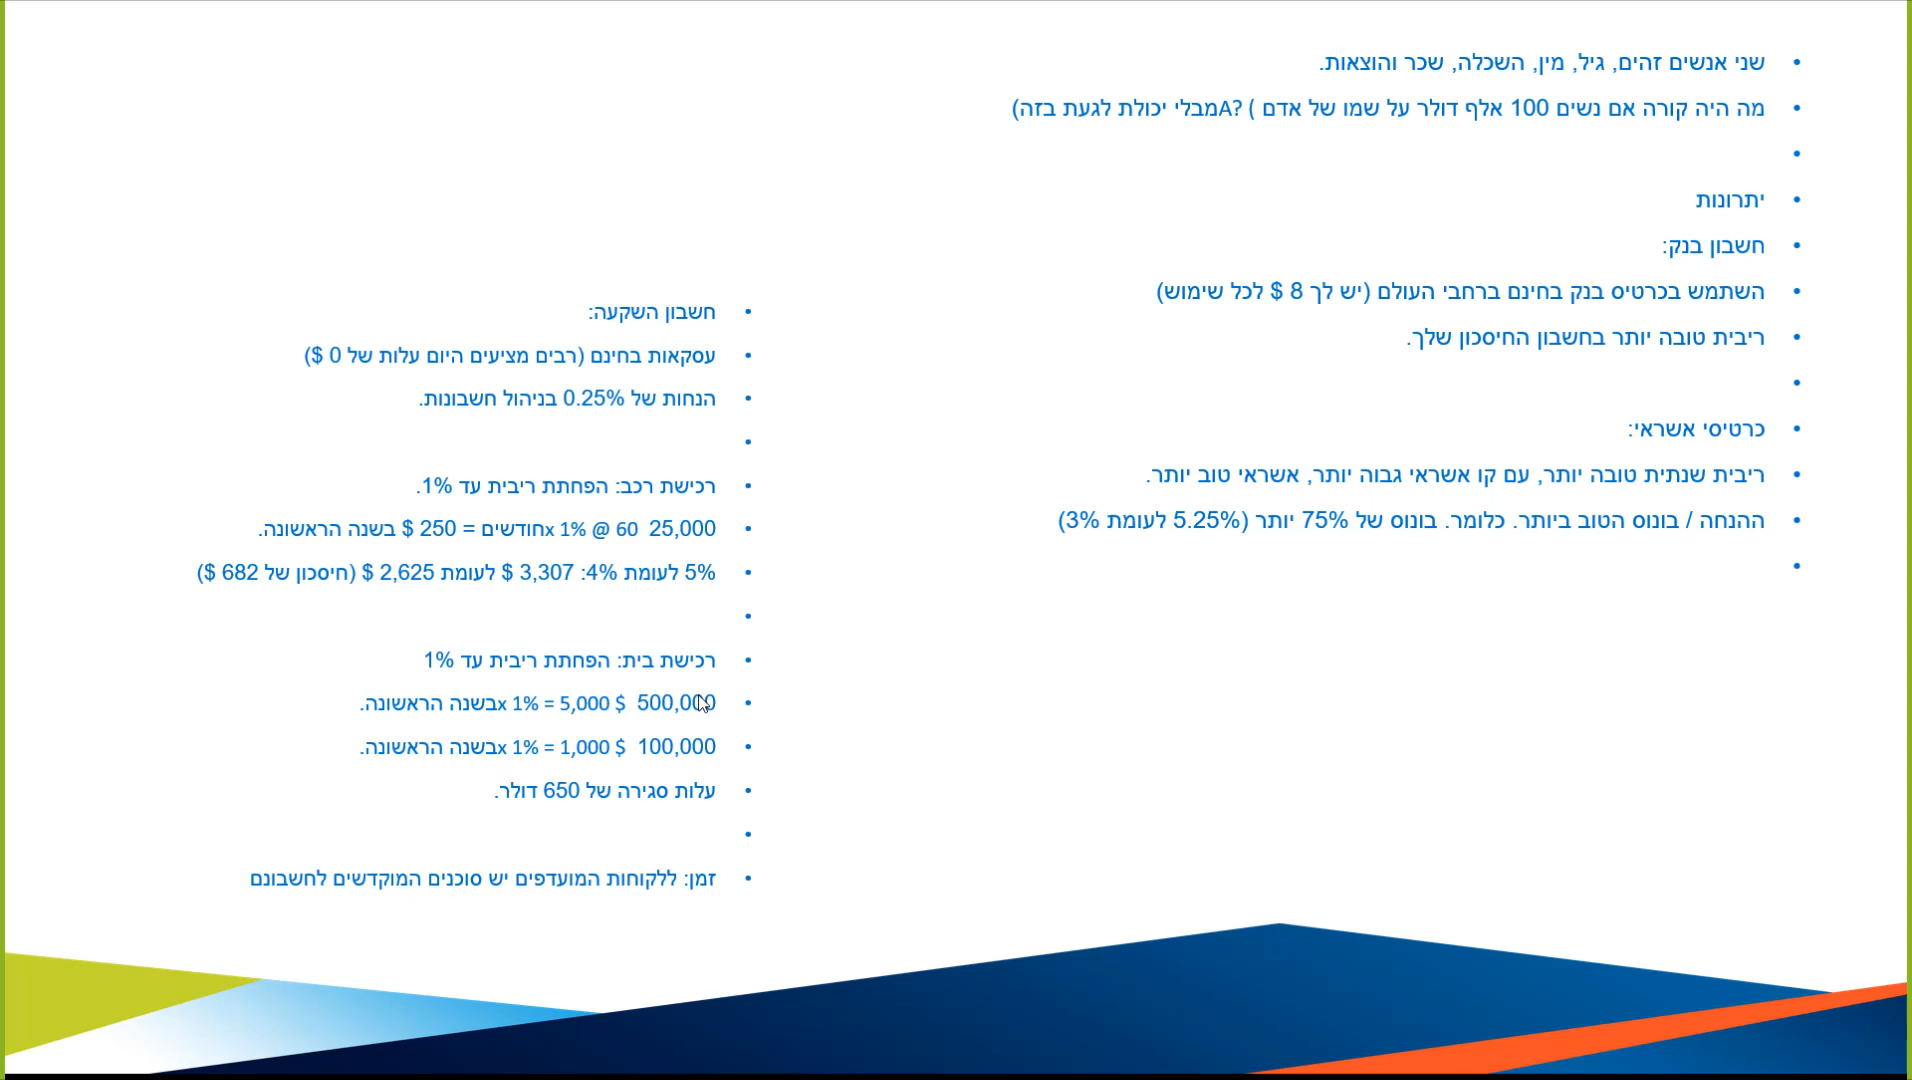 שני אנשים זהים, גיל, מין, השכלה, שכר והוצאות.
מה היה קורה אם נשים 100 אלף דולר על שמו של אדם ) A?מבלי יכולת לגעת בזה)
יתרונות
חשבון בנק:
השתמש בכרטיס בנק בחינם ברחבי העולם (יש לך 8 $ לכל שימוש)
ריבית טובה יותר בחשבון החיסכון שלך.
כרטיסי אשראי:
ריבית שנתית טובה יותר, עם קו אשראי גבוה יותר, אשראי טוב יותר.
ההנחה / בונוס הטוב ביותר. כלומר. בונוס של 75% יותר (5.25% לעומת 3%)
חשבון השקעה:
עסקאות בחינם (רבים מציעים היום עלות של 0 $)
הנחות של 0.25% בניהול חשבונות.
רכישת רכב: הפחתת ריבית עד 1%.
25,000 x 1% @ 60חודשים = 250 $ בשנה הראשונה.
5% לעומת 4%: 3,307 $ לעומת 2,625 $ (חיסכון של 682 $)
רכישת בית: הפחתת ריבית עד 1%
500,000 x 1% = 5,000 $בשנה הראשונה.
100,000 x 1% = 1,000 $בשנה הראשונה.
עלות סגירה של 650 דולר.
זמן: ללקוחות המועדפים יש סוכנים המוקדשים לחשבונם